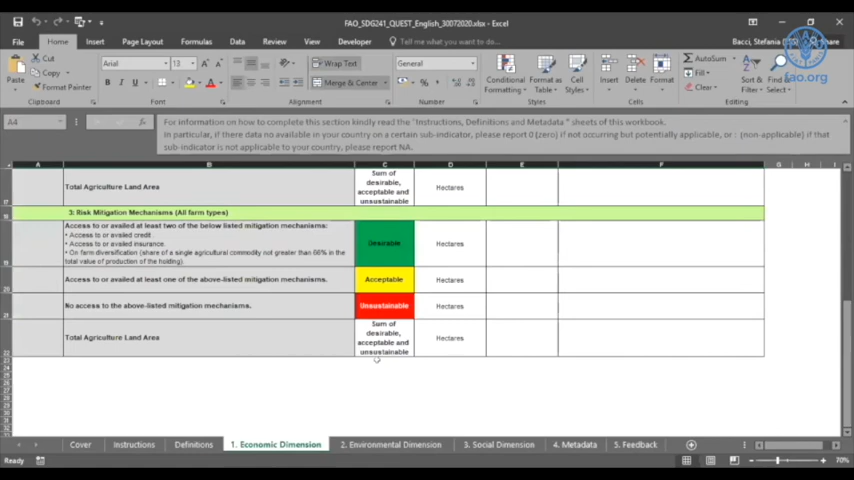 FAO_SDG241_QUEST_English_30072020.xlsx - Excel
File Home Insert Page Layout Formulas Data Review View Developer Tell me what you want to do... Bacci, Stefania Share
fao.org
Paste
Cut
Copy
Format Painter
Arial 13
B I U
Wrap Text
Merge & Center
General
%
Conditional Formatting
Format as Table
Cell Styles
Insert Delete Format
AutoSum
Fill
Clear
Sort & Filter
Find & Select
Clipboard Font Alignment Number Styles Cells Editing
A4
For information on how to complete this section kindly read the "Instructions, Definitions and Metadata " sheets of this workbook.
In particular, if there data no available in your country on a certain sub-indicator, please report 0 (zero) if not occurring but potentially applicable, or : (non-applicable) if that
sub-indicator is not applicable to your country, please report NA.
A B C D E F G H I
17 Total Agriculture Land Area
Sum of
desirable,
acceptable and
unsustainable
Hectares
18 3: Risk Mitigation Mechanisms (All farm types)
19 Access to or availed at least two of the below listed mitigation mechanisms:
• Access to or availed credit
• Access to or availed insurance.
• On farm diversification (share of a single agricultural commodity not greater than 66% in the
total value of production of the holding).
Desirable
Hectares
20 Access to or availed at least one of the above-listed mitigation mechanisms. Acceptable Hectares
21 No access to the above-listed mitigation mechanisms. Unsustainable Hectares
22 Total Agriculture Land Area
Sum of
desirable,
acceptable and
unsustainable
Hectares
Cover Instructions Definitions 1. Economic Dimension 2. Environmental Dimension 3. Social Dimension 4. Metadata 5. Feedback
Ready 70%